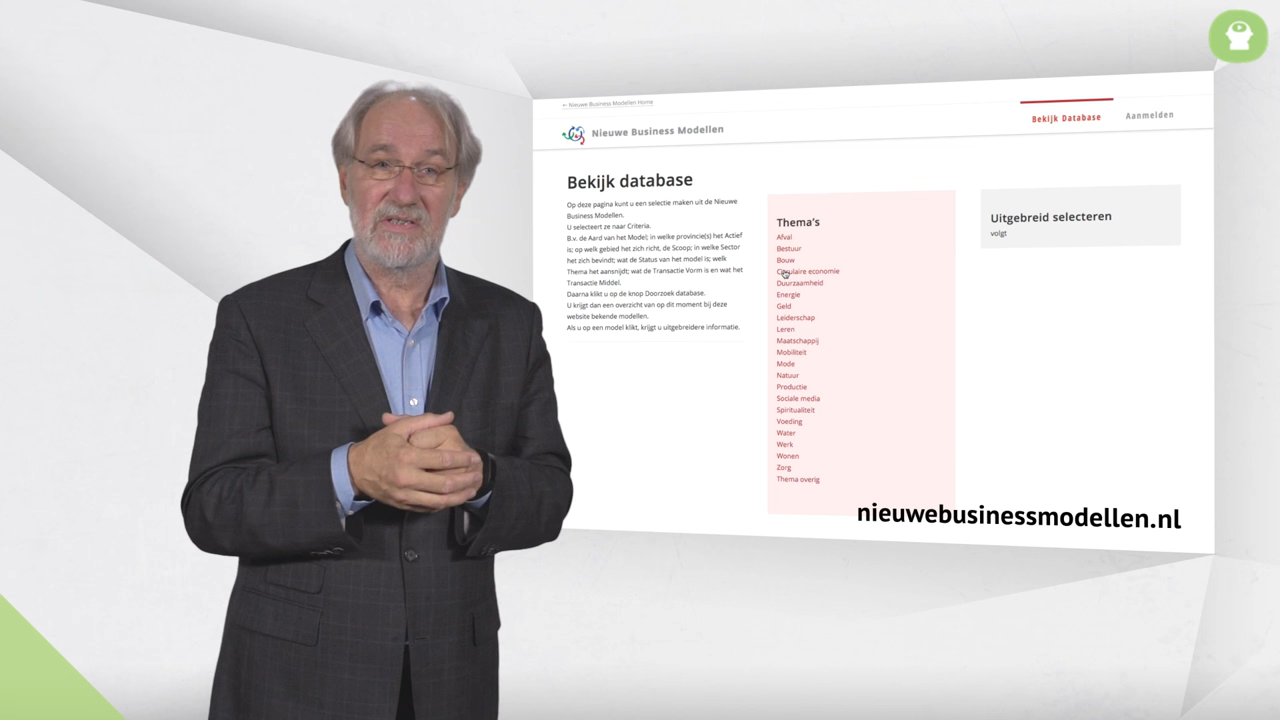 ← Nieuwe Business Modellen Home
Nieuwe Business Modellen
Bekijk Database
Aanmelden
Bekijk database
Op deze pagina kunt u een selectie maken uit de Nieuwe
Business Modellen.
U selecteert ze naar Criteria.
B.v. de Aard van het Model; in welke provincie(s) het Actief
is; op welk gebied het zich richt, de Scoop; in welke Sector
het zich bevindt; wat de Status van het model is; welk
Thema het aansnijdt; wat de Transactie Vorm is en wat het
Transactie Middel.
Daarna klikt u op de knop Doorzoek database.
U krijgt dan een overzicht van op dit moment bij deze
website bekende modellen.
Als u op een model klikt, krijgt u uitgebreidere informatie.
Thema's
Afval
Bestuur
Bouw
Circulaire economie
Duurzaamheid
Energie
Geld
Leiderschap
Leren
Maatschappij
Mobiliteit
Mode
Natuur
Productie
Sociale media
Spiritualiteit
Voeding
Water
Werk
Wonen
Zorg
Thema overig
Uitgebreid selecteren
volgt
nieuwebusinessmodellen.nl